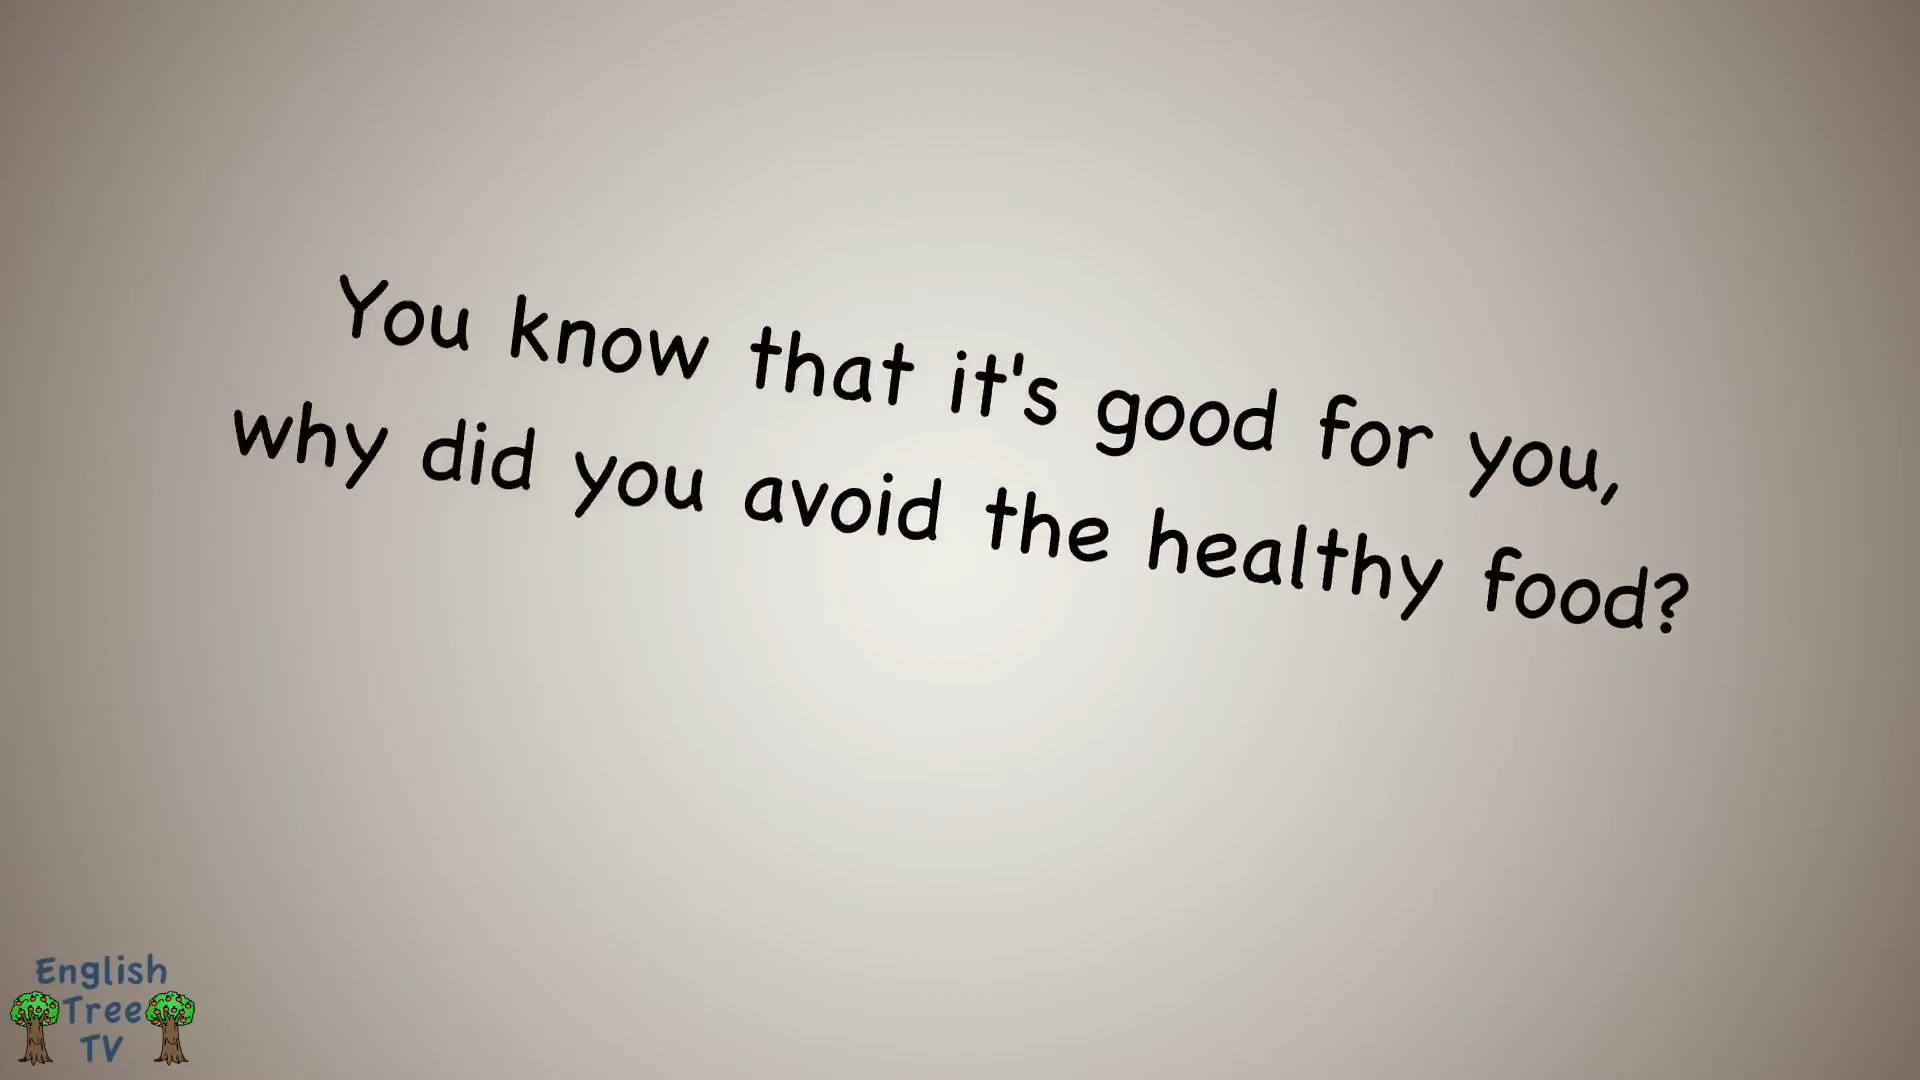 You know that it's good for you,
why did you avoid the healthy food?
English
Tree
TV